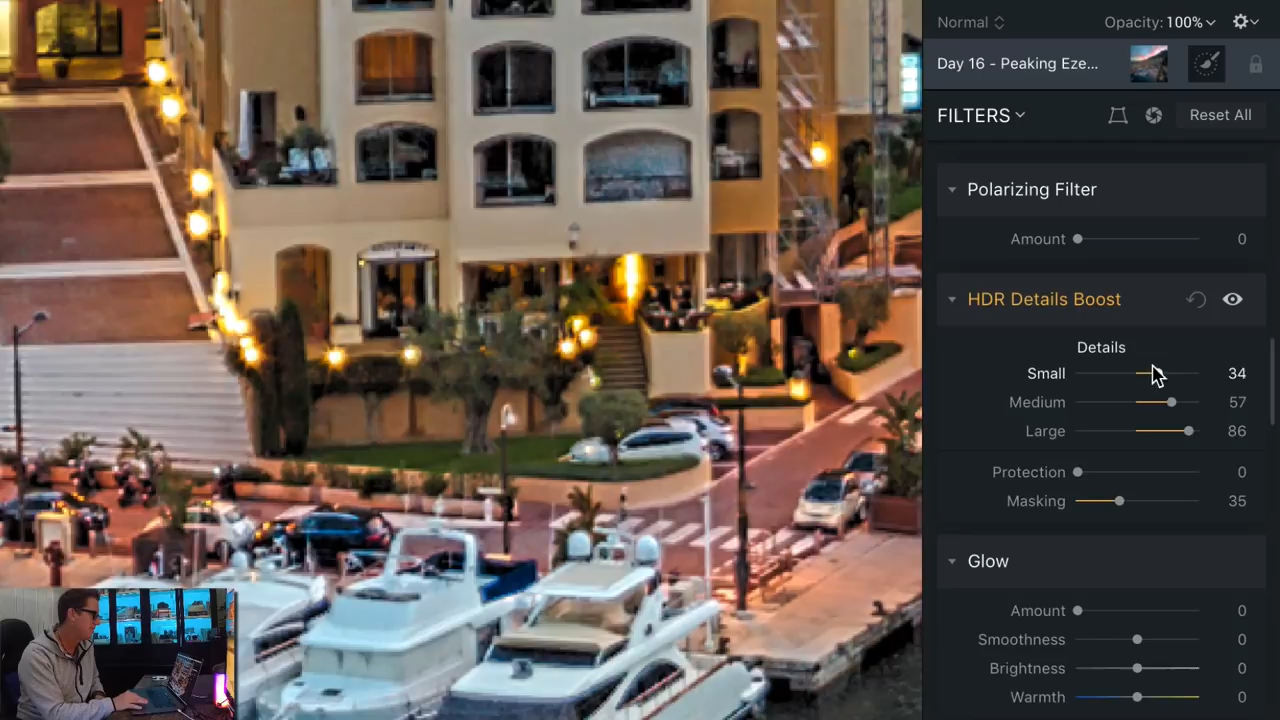 Normal Opacity: 100%
Day 16 - Peaking Eze...
FILTERS Reset All
Polarizing Filter
Amount 0
HDR Details Boost
Details
Small 34
Medium 57
Large 86
Protection 0
Masking 35
Glow
Amount 0
Smoothness 0
Brightness 0
Warmth 0